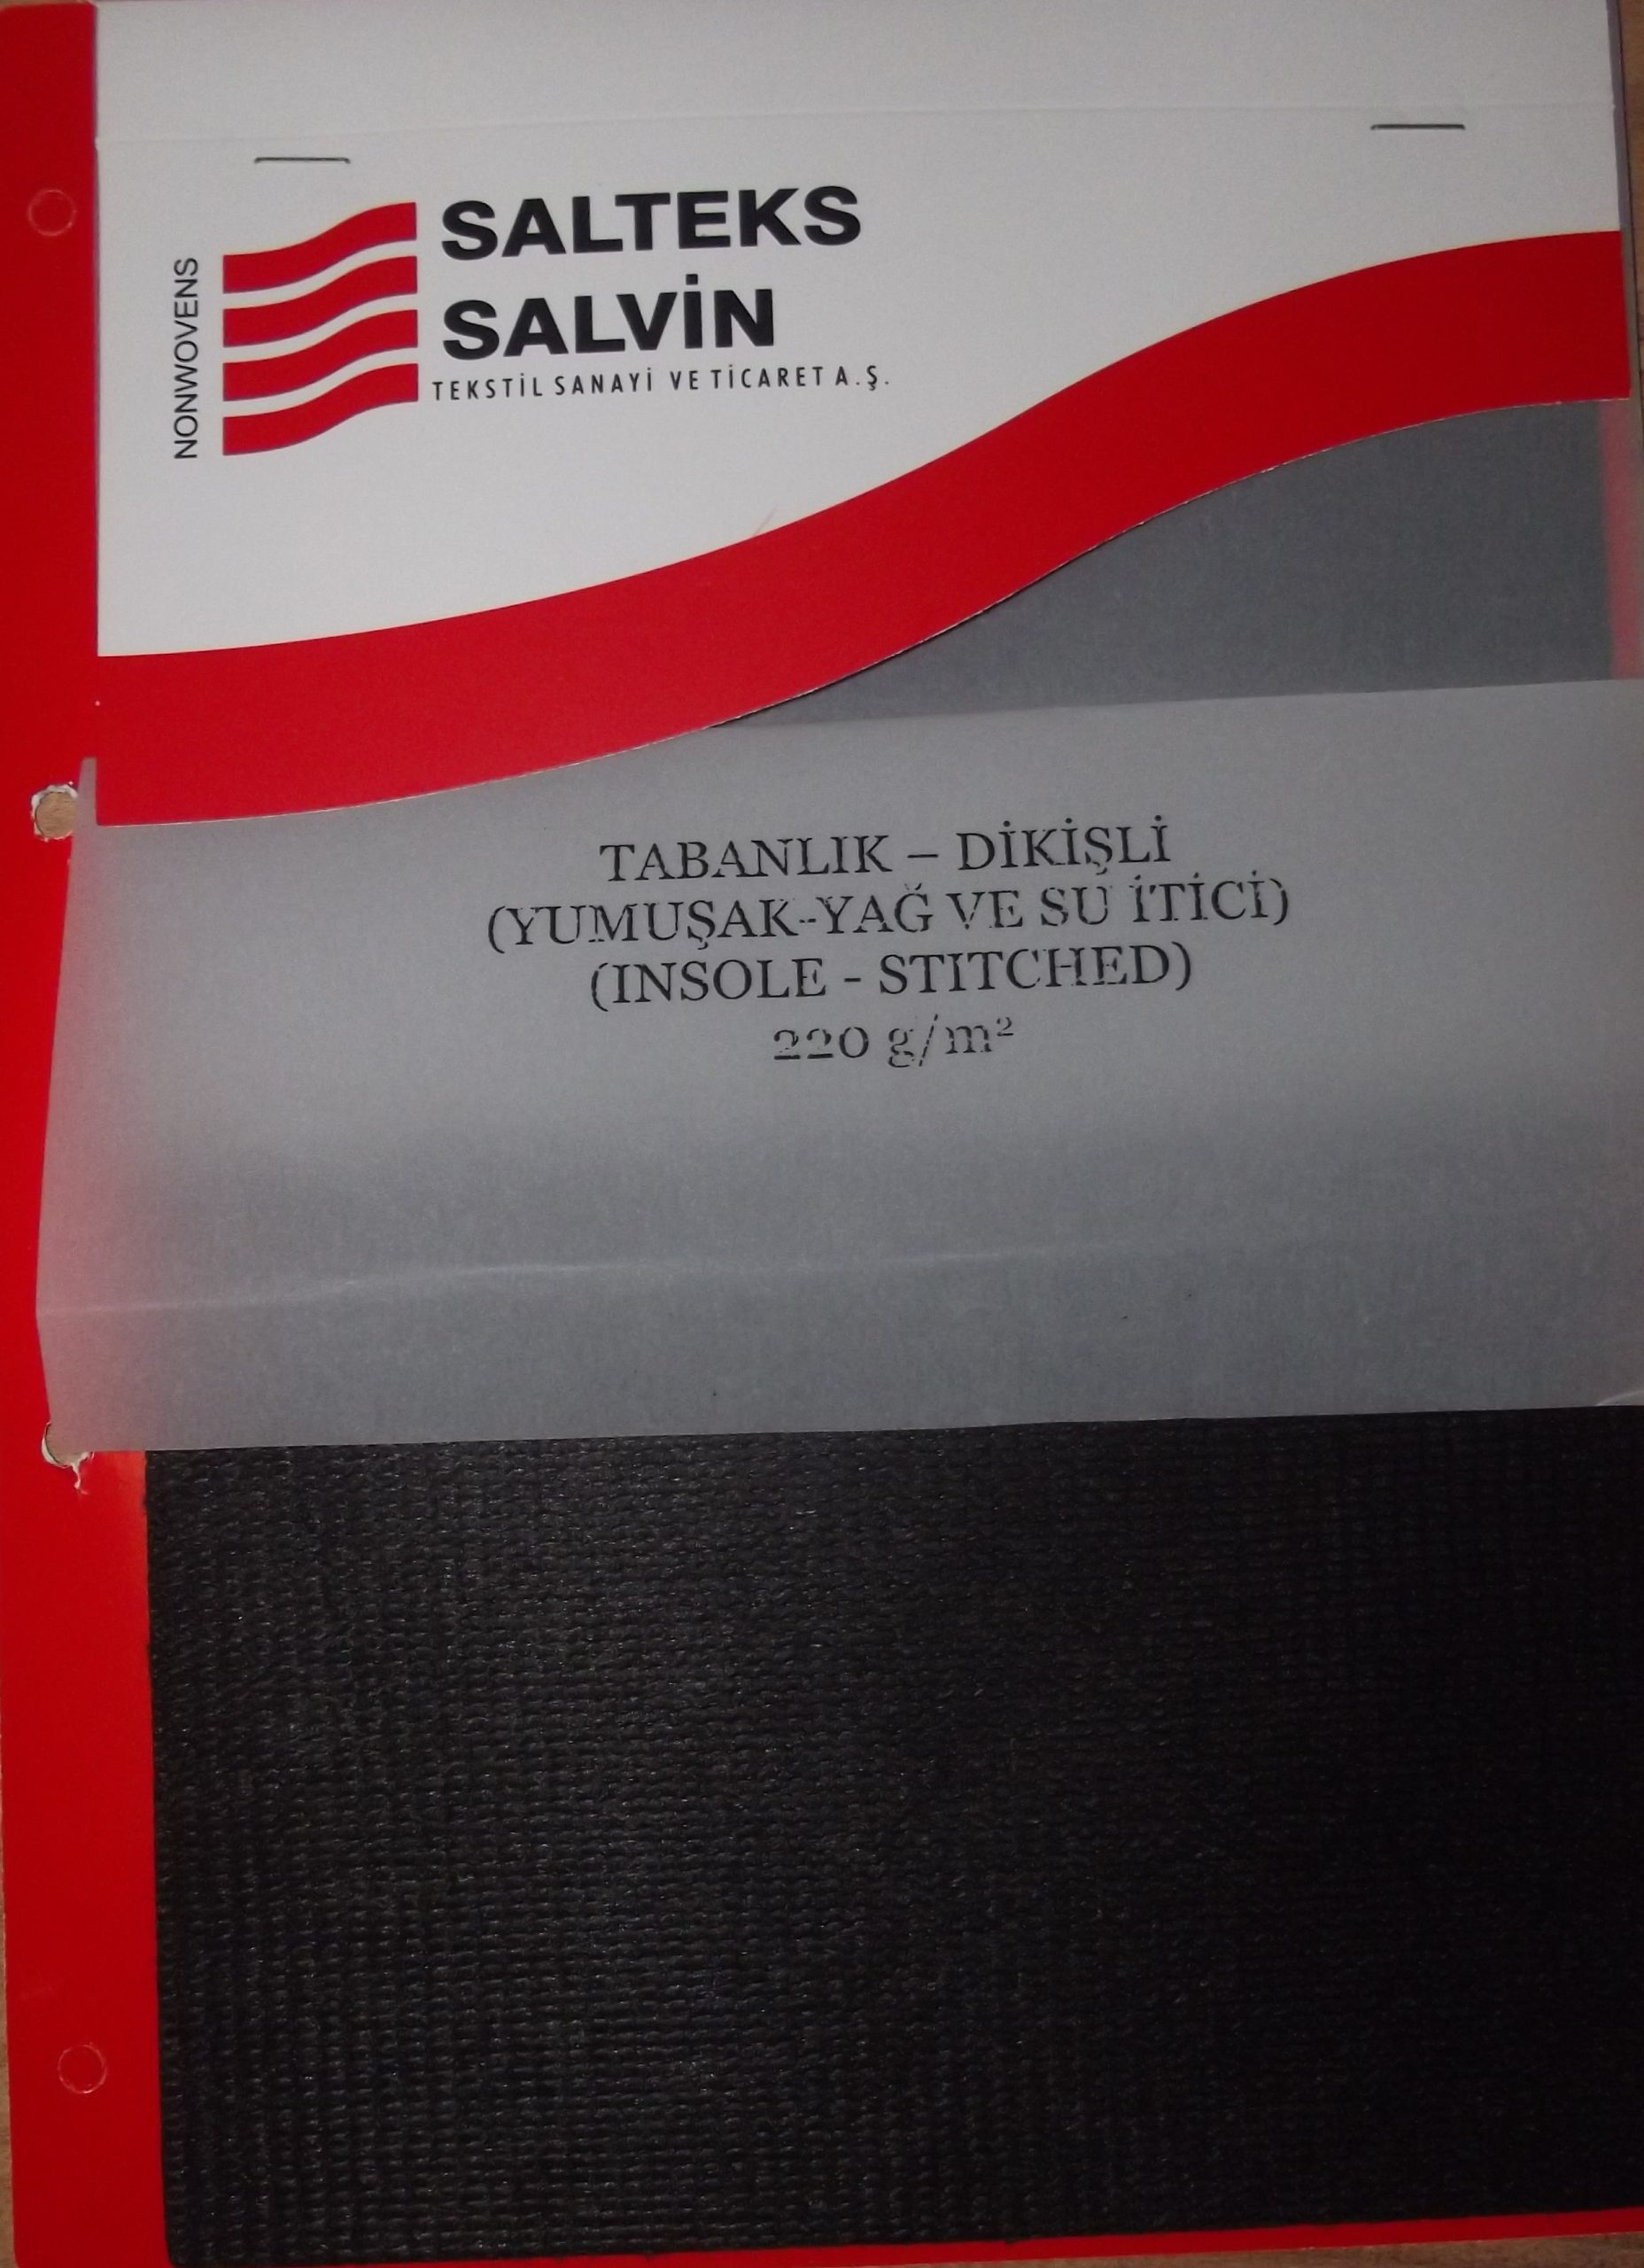 NONWOVENS
SALTEKS
SALVİN
TEKSTİL SANAYİ VE TİCARET A.Ş.
TABANLIK – DİKİŞLİ
(YUMUŞAK-YAĞ VE SU İTİCİ)
(INSOLE - STITCHED)
220 g/m²